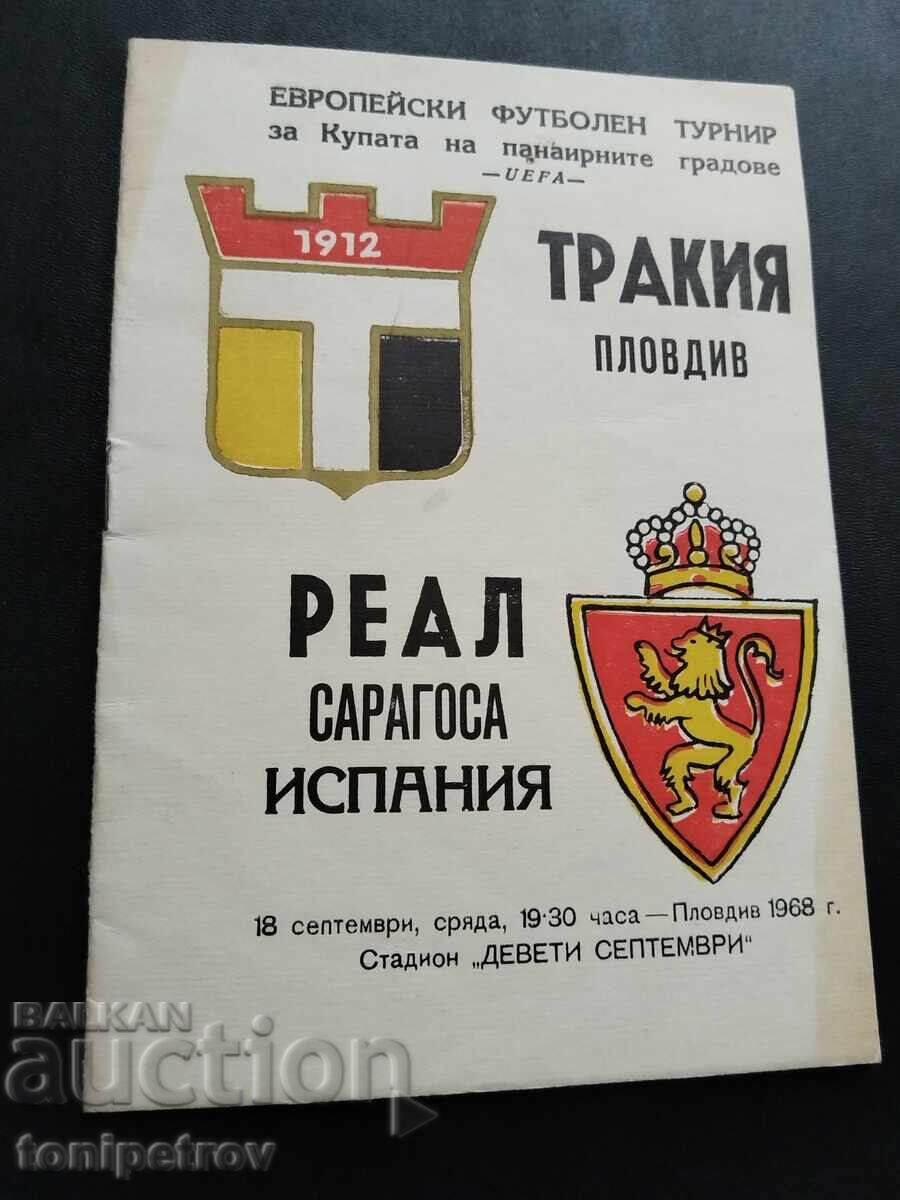 ЕВРОПЕЙСКИ ФУТБОЛЕН ТУРНИР
за Купата на панаирните градове
—UEFA—
1912
Т
ТРАКИЯ
ПЛОВДИВ
РЕАЛ
САРАГОСА
ИСПАНИЯ
18 септември, сряда, 19·30 часа — Пловдив 1968 г.
Стадион „ДЕВЕТИ СЕПТЕМВРИ“
BALKAN
auction
tonipetrov